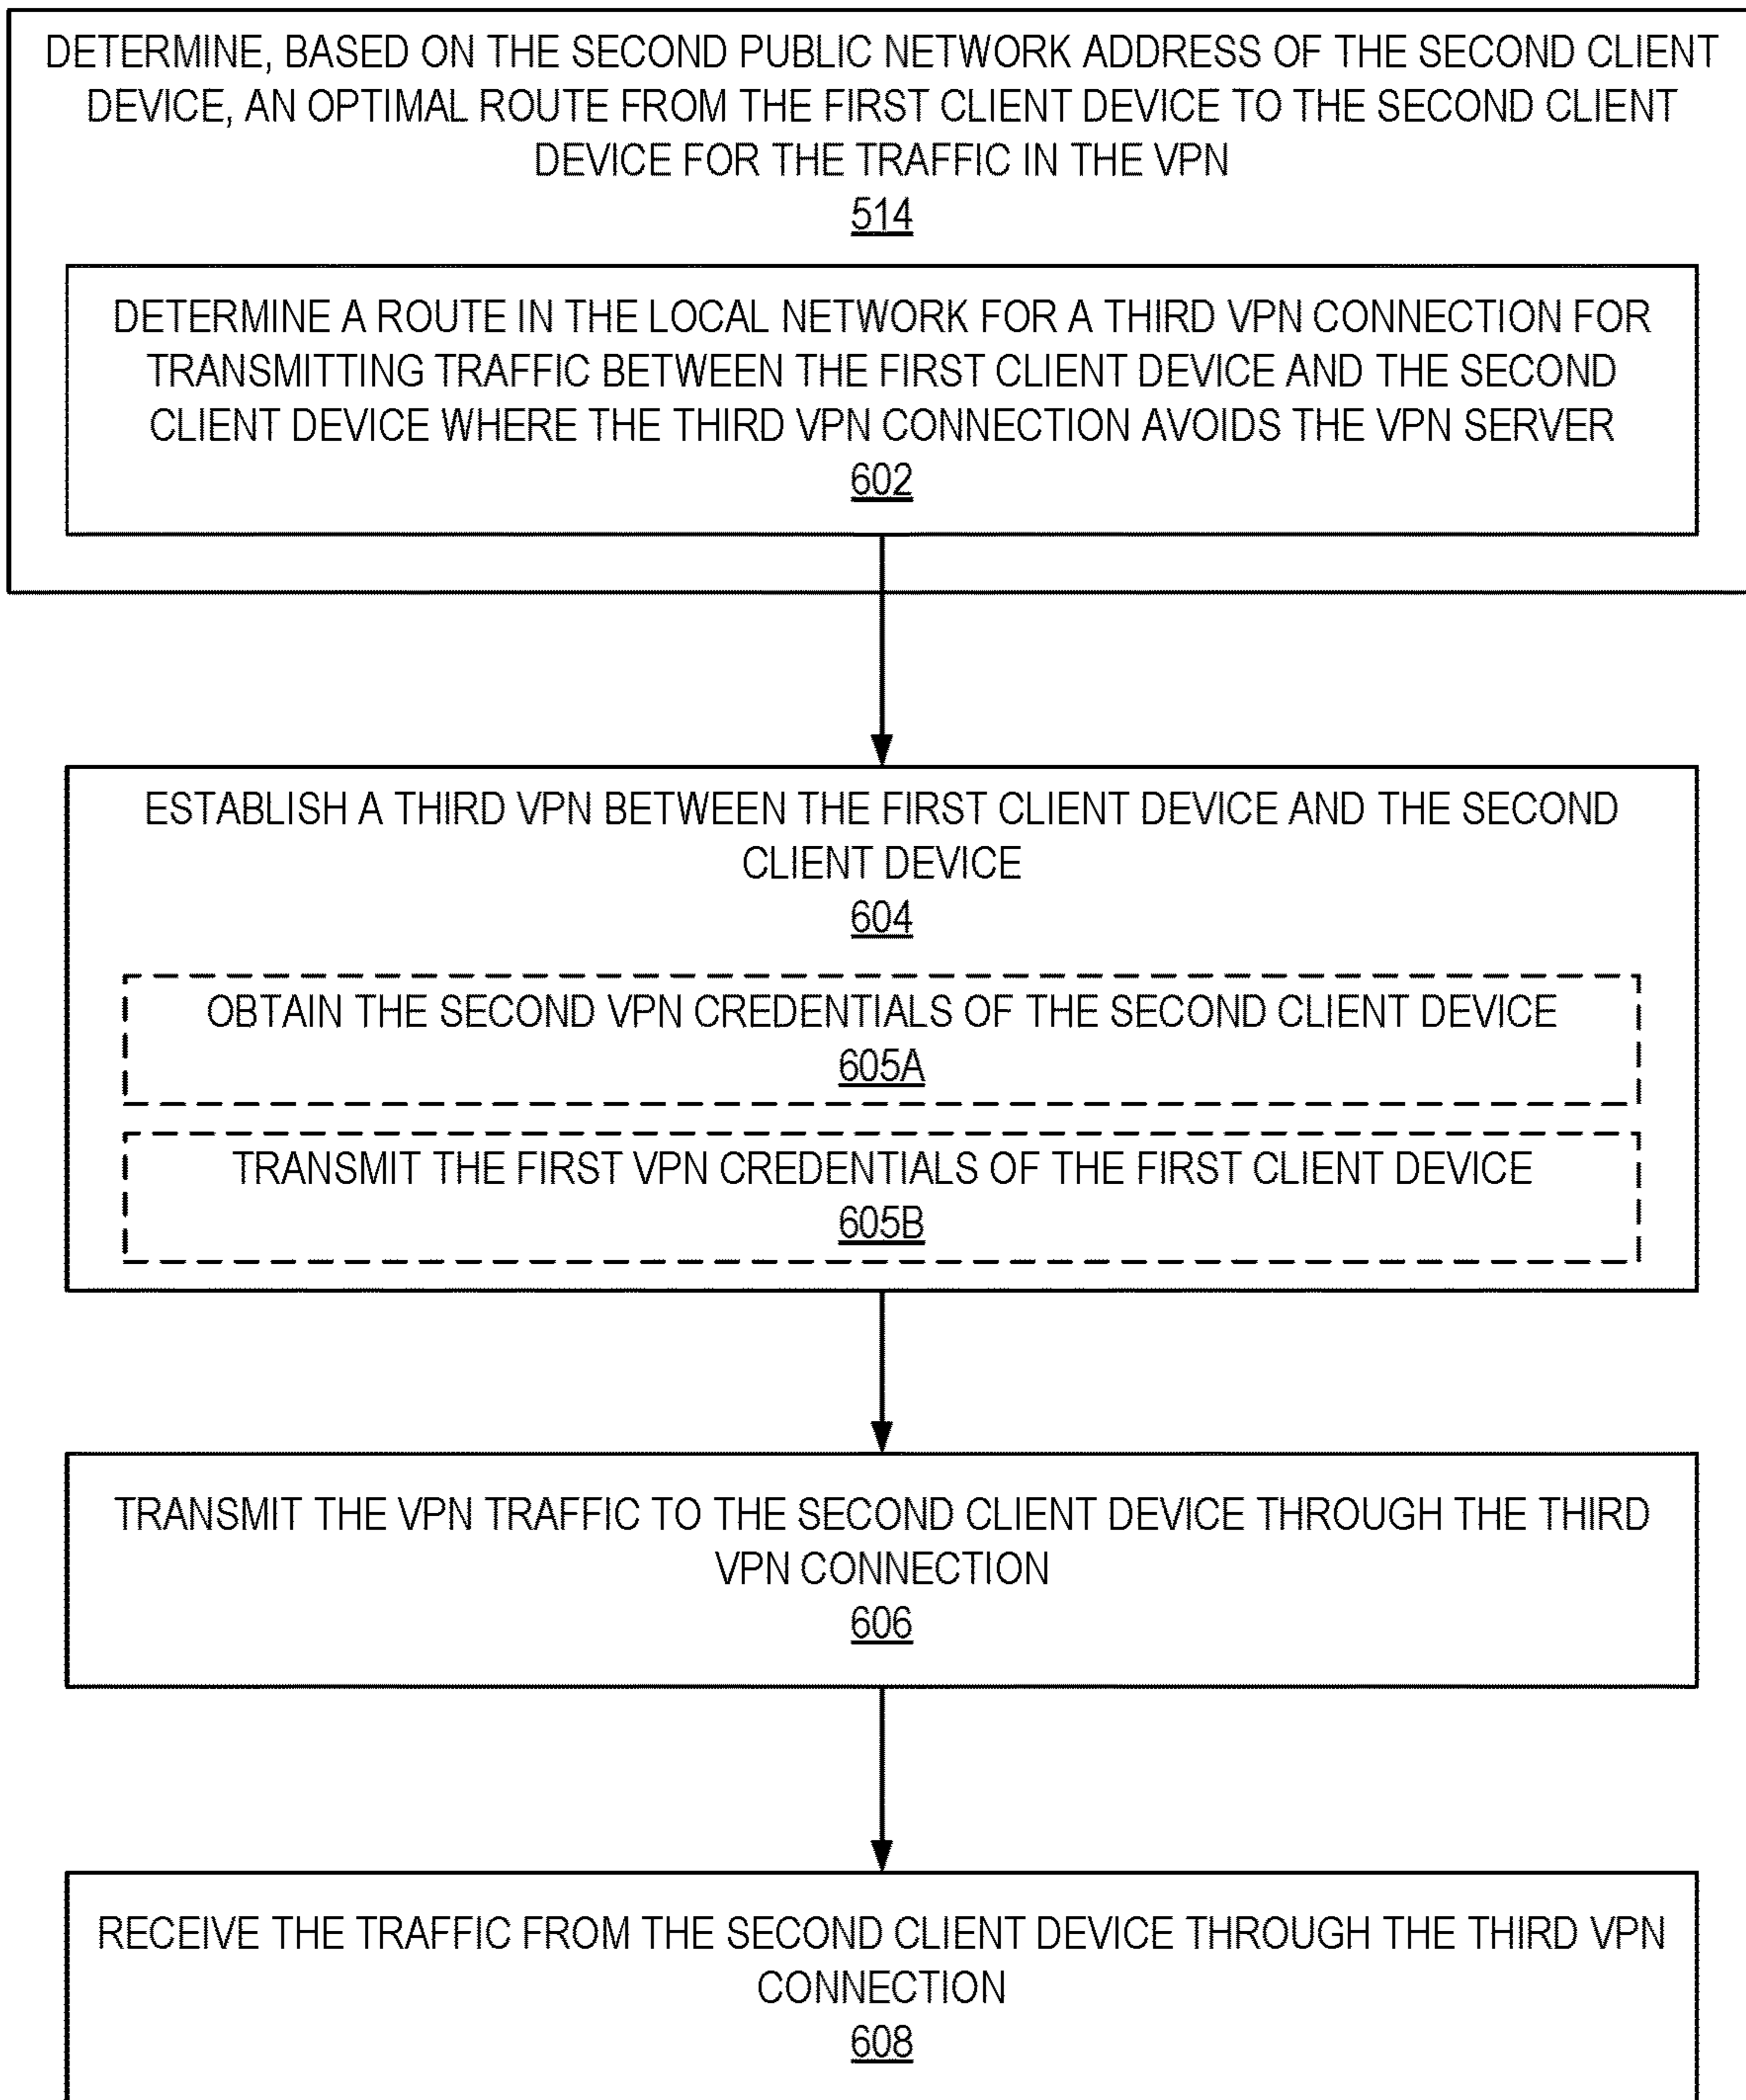 DETERMINE, BASED ON THE SECOND PUBLIC NETWORK ADDRESS OF THE SECOND CLIENT
DEVICE, AN OPTIMAL ROUTE FROM THE FIRST CLIENT DEVICE TO THE SECOND CLIENT
DEVICE FOR THE TRAFFIC IN THE VPN
514
DETERMINE A ROUTE IN THE LOCAL NETWORK FOR A THIRD VPN CONNECTION FOR
TRANSMITTING TRAFFIC BETWEEN THE FIRST CLIENT DEVICE AND THE SECOND
CLIENT DEVICE WHERE THE THIRD VPN CONNECTION AVOIDS THE VPN SERVER
602
ESTABLISH A THIRD VPN BETWEEN THE FIRST CLIENT DEVICE AND THE SECOND
CLIENT DEVICE
604
OBTAIN THE SECOND VPN CREDENTIALS OF THE SECOND CLIENT DEVICE
605A
TRANSMIT THE FIRST VPN CREDENTIALS OF THE FIRST CLIENT DEVICE
605B
TRANSMIT THE VPN TRAFFIC TO THE SECOND CLIENT DEVICE THROUGH THE THIRD
VPN CONNECTION
606
RECEIVE THE TRAFFIC FROM THE SECOND CLIENT DEVICE THROUGH THE THIRD VPN
CONNECTION
608